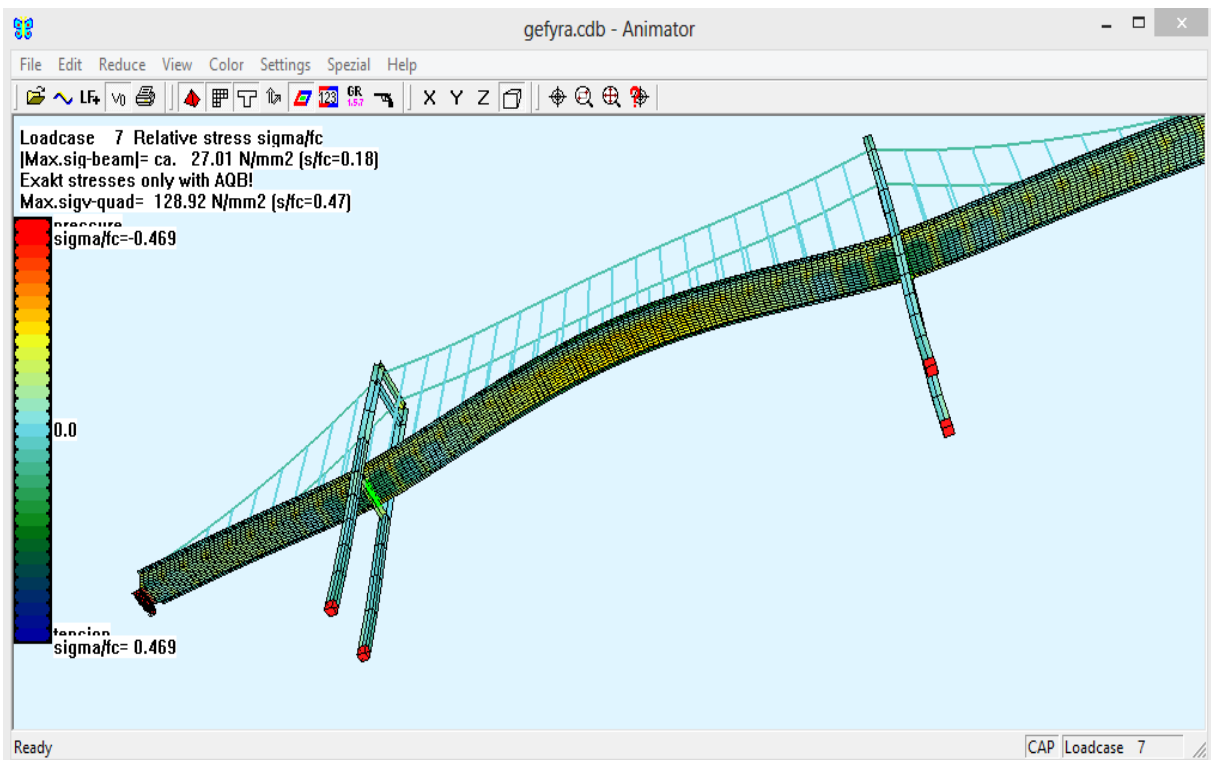 gefyra.cdb - Animator
File Edit Reduce View Color Settings Spezial Help
LF+ V0 123 GR 1.5.7 X Y Z
Loadcase 7 Relative stress sigma/fc
|Max.sig-beam|= ca. 27.01 N/mm2 (s/fc=0.18)
Exakt stresses only with AQB!
Max.sigv-quad= 128.92 N/mm2 (s/fc=0.47)
pressure
sigma/fc=-0.469
0.0
tension
sigma/fc= 0.469
Ready CAP Loadcase 7